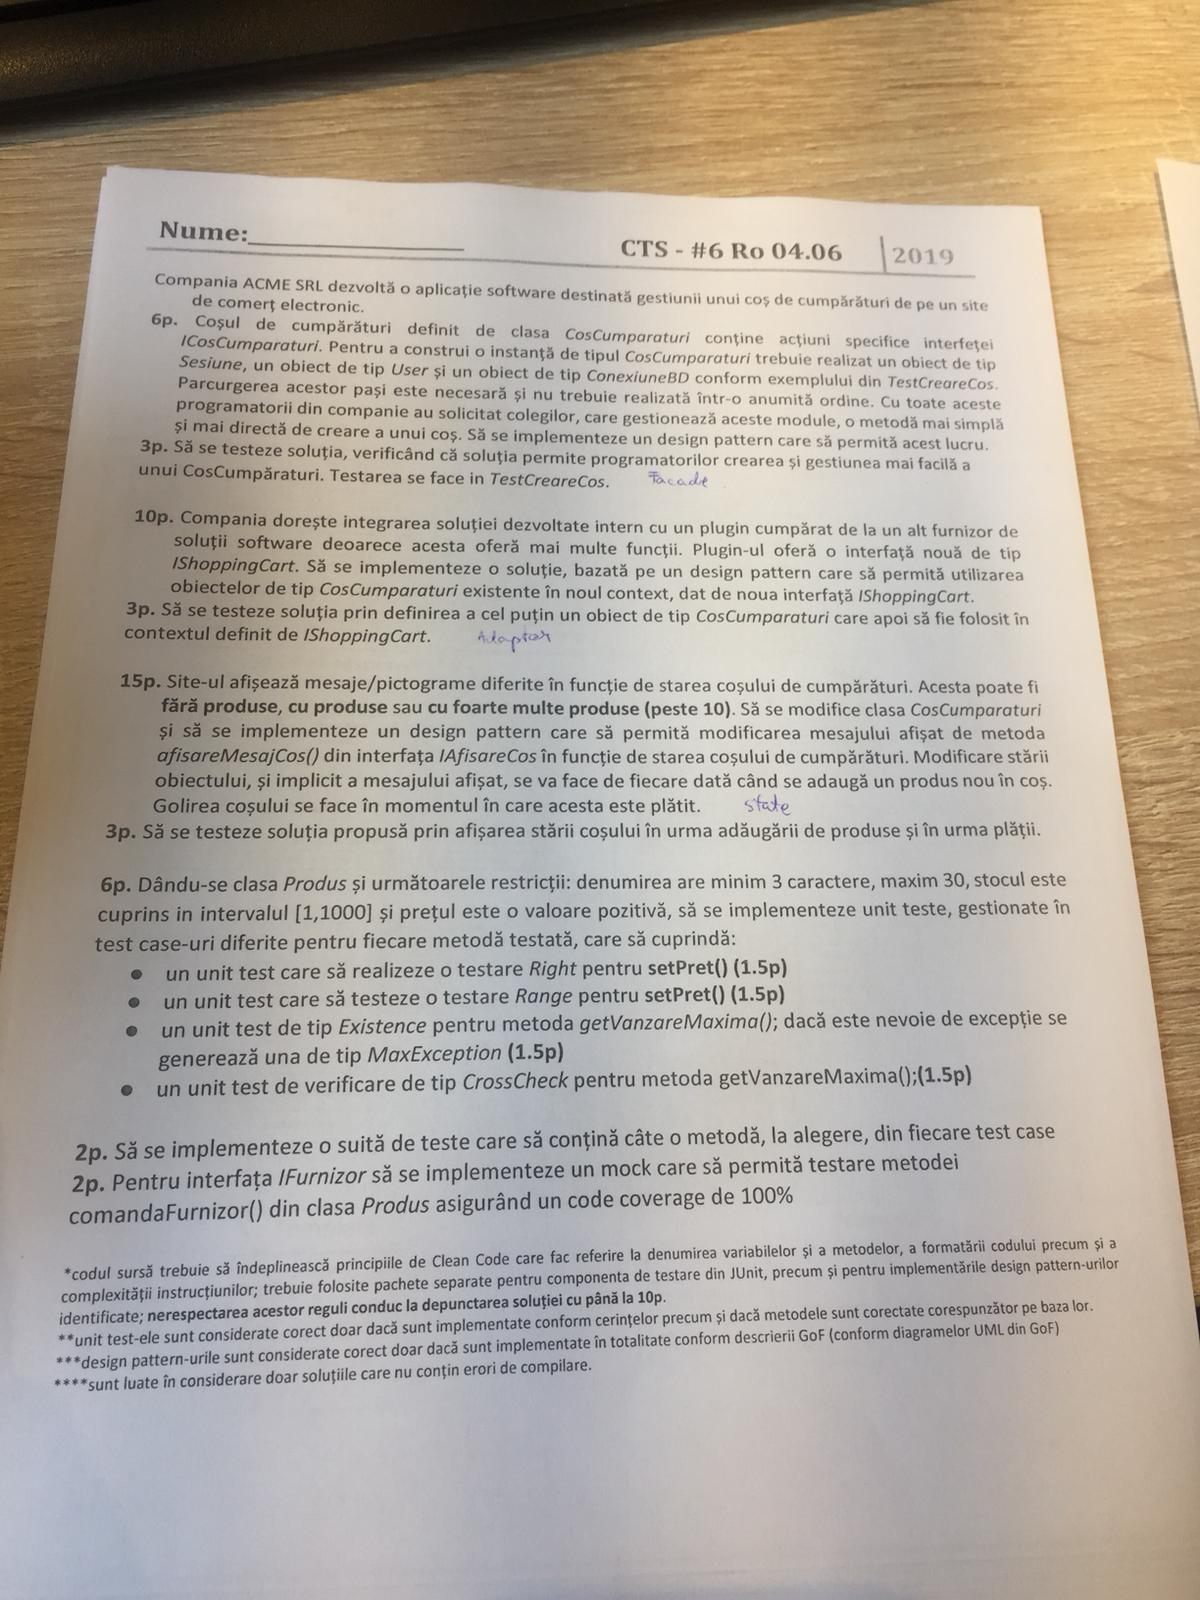 Nume:____________________
CTS - #6 Ro 04.06 | 2019
Compania ACME SRL dezvoltă o aplicație software destinată gestiunii unui coș de cumpărături de pe un site
de comerț electronic.
6p. Coșul de cumpărături definit de clasa CosCumparaturi conține acțiuni specifice interfeței
ICosCumparaturi. Pentru a construi o instanță de tipul CosCumparaturi trebuie realizat un obiect de tip
Sesiune, un obiect de tip User și un obiect de tip ConexiuneBD conform exemplului din TestCreareCos.
Parcurgerea acestor pași este necesară și nu trebuie realizată într-o anumită ordine. Cu toate aceste
programatorii din companie au solicitat colegilor, care gestionează aceste module, o metodă mai simplă
și mai directă de creare a unui coș. Să se implementeze un design pattern care să permită acest lucru.
3p. Să se testeze soluția, verificând că soluția permite programatorilor crearea și gestiunea mai facilă a
unui CosCumpăraturi. Testarea se face in TestCreareCos. Facade
10p. Compania dorește integrarea soluției dezvoltate intern cu un plugin cumpărat de la un alt furnizor de
soluții software deoarece acesta oferă mai multe funcții. Plugin-ul oferă o interfață nouă de tip
IShoppingCart. Să se implementeze o soluție, bazată pe un design pattern care să permită utilizarea
obiectelor de tip CosCumparaturi existente în noul context, dat de noua interfață IShoppingCart.
3p. Să se testeze soluția prin definirea a cel puțin un obiect de tip CosCumparaturi care apoi să fie folosit în
contextul definit de IShoppingCart. Adaptor
15p. Site-ul afișează mesaje/pictograme diferite în funcție de starea coșului de cumpărături. Acesta poate fi
fără produse, cu produse sau cu foarte multe produse (peste 10). Să se modifice clasa CosCumparaturi
și să se implementeze un design pattern care să permită modificarea mesajului afișat de metoda
afisareMesajCos() din interfața IAfisareCos în funcție de starea coșului de cumpărături. Modificare stării
obiectului, și implicit a mesajului afișat, se va face de fiecare dată când se adaugă un produs nou în coș.
Golirea coșului se face în momentul în care acesta este plătit. state
3p. Să se testeze soluția propusă prin afișarea stării coșului în urma adăugării de produse și în urma plății.
6p. Dându-se clasa Produs și următoarele restricții: denumirea are minim 3 caractere, maxim 30, stocul este
cuprins in intervalul [1,1000] și prețul este o valoare pozitivă, să se implementeze unit teste, gestionate în
test case-uri diferite pentru fiecare metodă testată, care să cuprindă:
● un unit test care să realizeze o testare Right pentru setPret() (1.5p)
● un unit test care să testeze o testare Range pentru setPret() (1.5p)
● un unit test de tip Existence pentru metoda getVanzareMaxima(); dacă este nevoie de excepție se
generează una de tip MaxException (1.5p)
● un unit test de verificare de tip CrossCheck pentru metoda getVanzareMaxima();(1.5p)
2p. Să se implementeze o suită de teste care să conțină câte o metodă, la alegere, din fiecare test case
2p. Pentru interfața IFurnizor să se implementeze un mock care să permită testare metodei
comandaFurnizor() din clasa Produs asigurând un code coverage de 100%
*codul sursă trebuie să îndeplinească principiile de Clean Code care fac referire la denumirea variabilelor și a metodelor, a formatării codului precum și a
complexității instrucțiunilor; trebuie folosite pachete separate pentru componenta de testare din JUnit, precum și pentru implementările design pattern-urilor
identificate; nerespectarea acestor reguli conduc la depunctarea soluției cu până la 10p.
**unit test-ele sunt considerate corect doar dacă sunt implementate conform cerințelor precum și dacă metodele sunt corectate corespunzător pe baza lor.
***design pattern-urile sunt considerate corect doar dacă sunt implementate în totalitate conform descrierii GoF (conform diagramelor UML din GoF)
****sunt luate în considerare doar soluțiile care nu conțin erori de compilare.